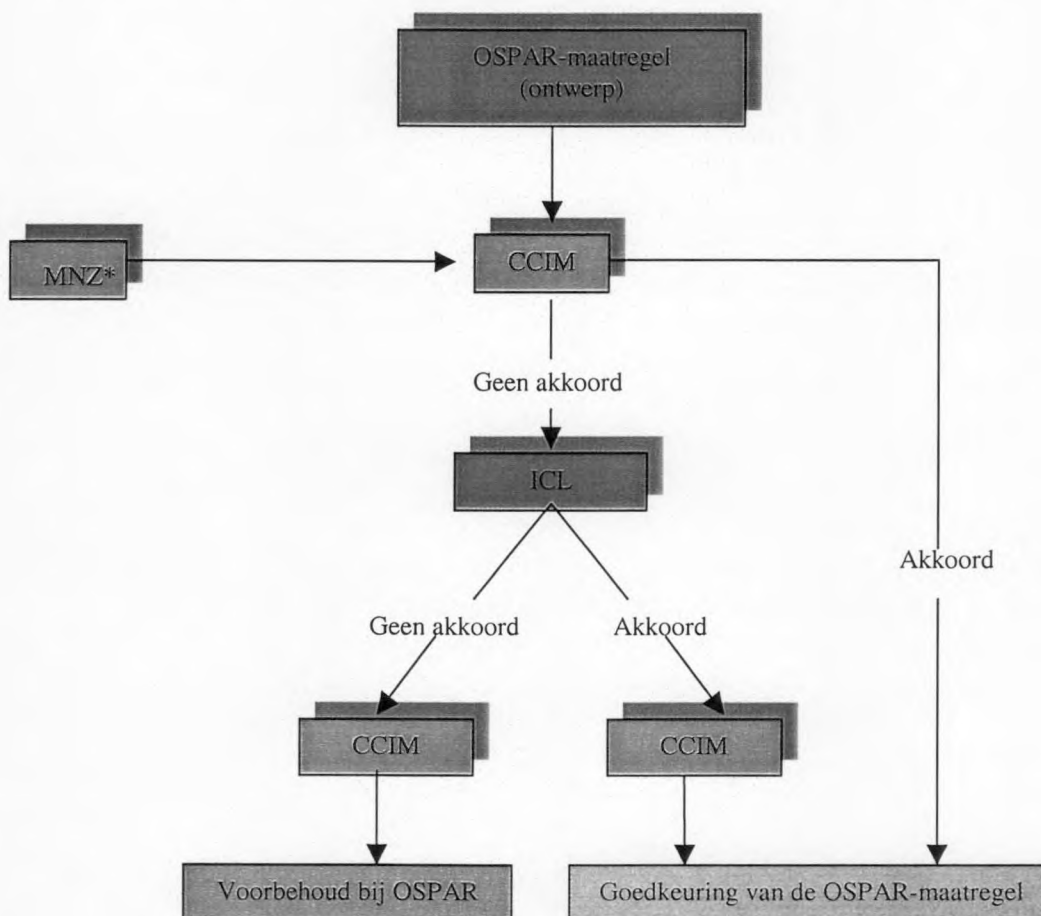 OSPAR-maatregel
(ontwerp)
MNZ*
CCIM
Geen akkoord
ICL
Akkoord
Geen akkoord
Akkoord
CCIM
CCIM
Voorbehoud bij OSPAR
Goedkeuring van de OSPAR-maatregel